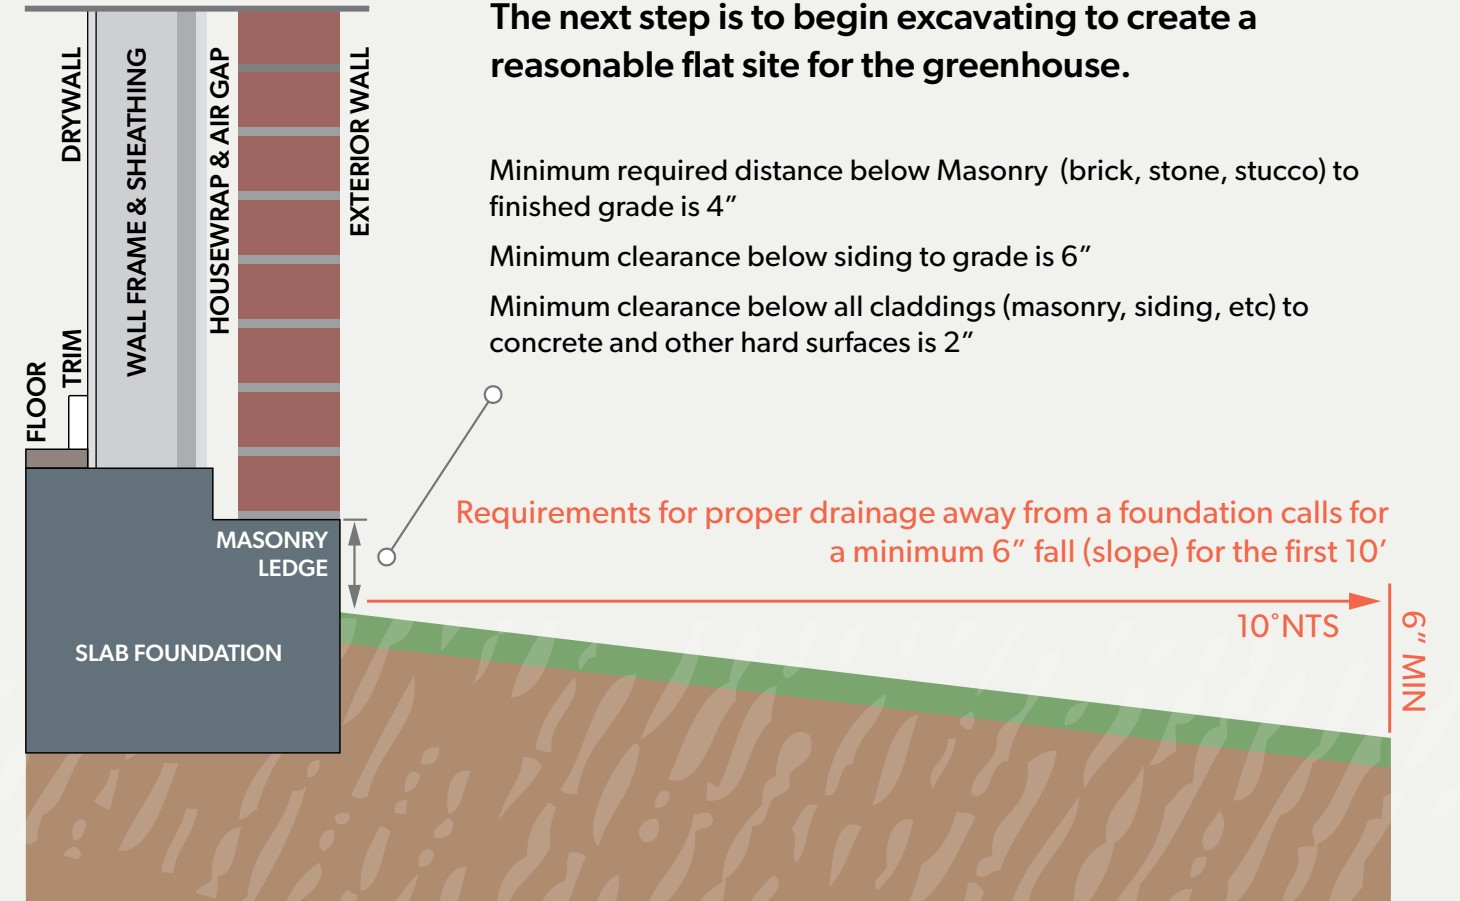 The next step is to begin excavating to create a
reasonable flat site for the greenhouse.
Minimum required distance below Masonry (brick, stone, stucco) to
finished grade is 4”
Minimum clearance below siding to grade is 6”
Minimum clearance below all claddings (masonry, siding, etc) to
concrete and other hard surfaces is 2”
FLOOR
TRIM
DRYWALL
WALL FRAME & SHEATHING
HOUSEWRAP & AIR GAP
EXTERIOR WALL
MASONRY
LEDGE
SLAB FOUNDATION
Requirements for proper drainage away from a foundation calls for
a minimum 6” fall (slope) for the first 10’
10˚NTS
6” MIN